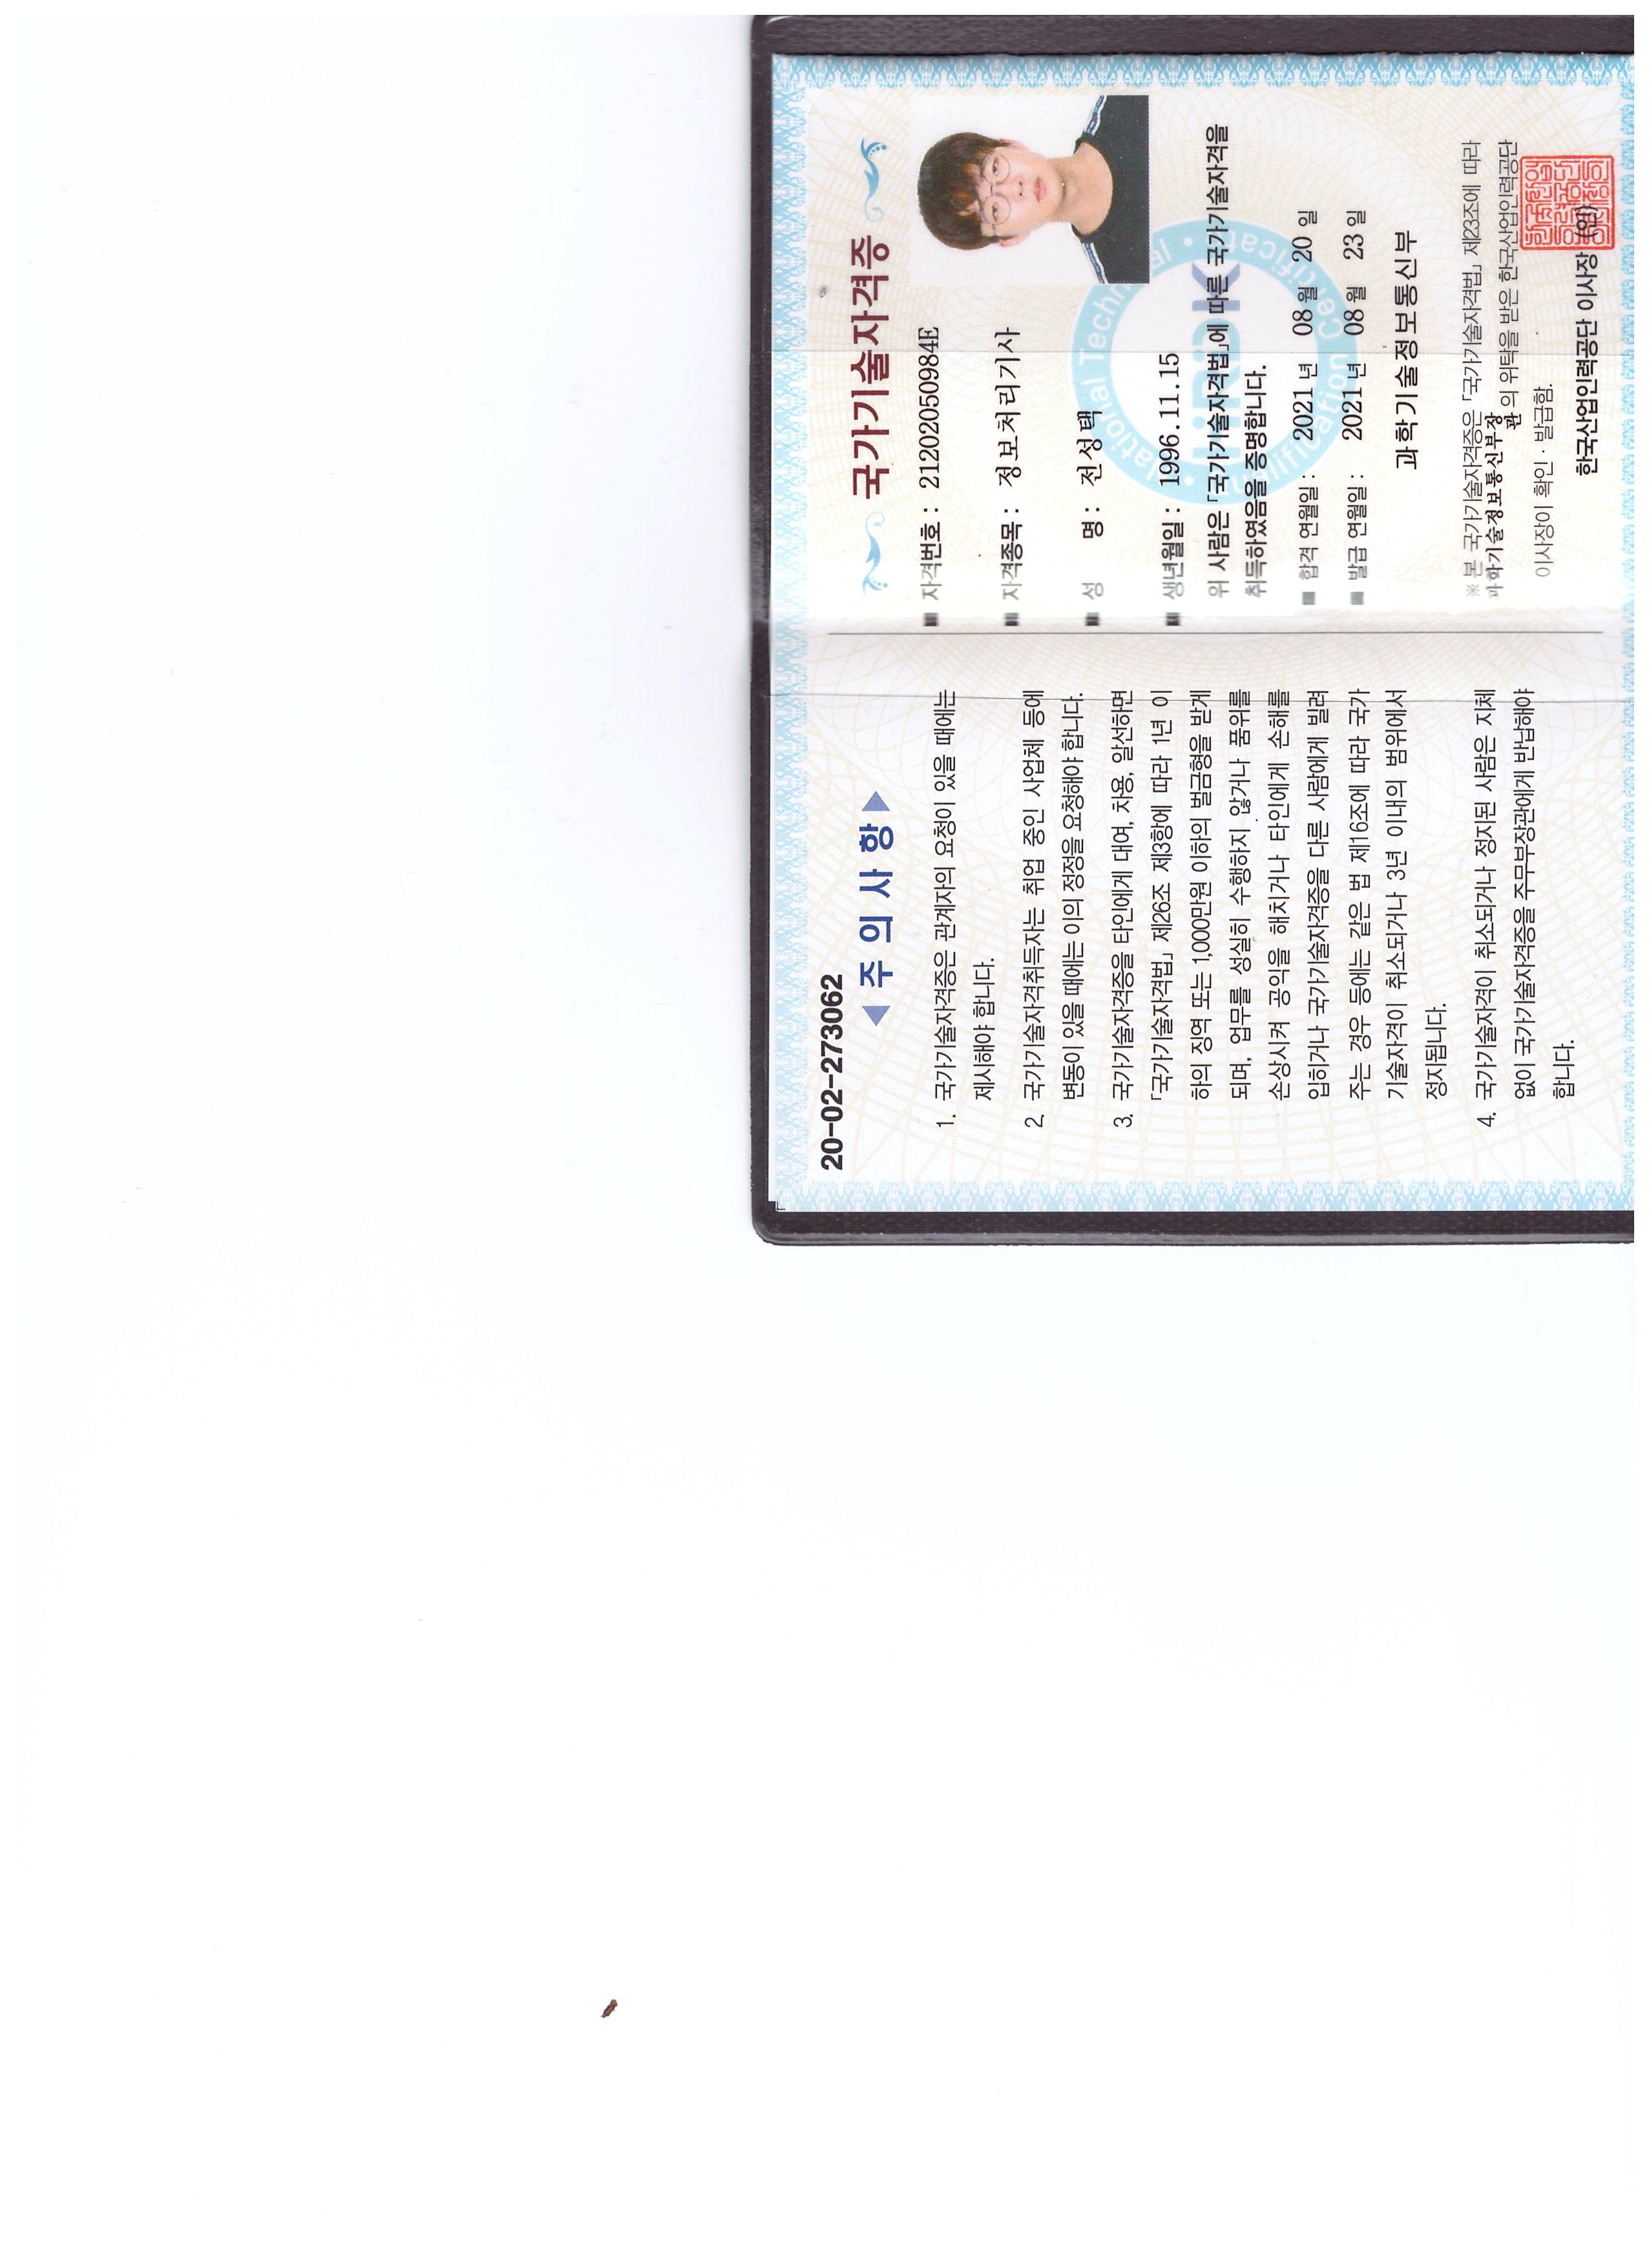 20-02-273062
◀ 주 의 사 항 ▶
1. 국가기술자격증은 관계자의 요청이 있을 때에는
제시해야 합니다.
2. 국가기술자격취득자는 취업 중인 사업체 등에
변동이 있을 때에는 이의 정정을 요청해야 합니다.
3. 국가기술자격증을 타인에게 대여, 차용, 알선하면
「국가기술자격법」 제26조 제3항에 따라 1년 이
하의 징역 또는 1,000만원 이하의 벌금형을 받게
되며, 업무를 성실히 수행하지 않거나 품위를
손상시켜 공익을 해치거나 타인에게 손해를
입히거나 국가기술자격증을 다른 사람에게 빌려
주는 경우 등에는 같은 법 제16조에 따라 국가
기술자격이 취소되거나 3년 이내의 범위에서
정지됩니다.
4. 국가기술자격이 취소되거나 정지된 사람은 지체
없이 국가기술자격증을 주무부장관에게 반납해야
합니다.
국가기술자격증
자격번호 : 21202050984E
자격종목 : 정보처리기사
성 명 : 전성택
생년월일 : 1996.11.15
위 사람은 「국가기술자격법」에 따른 국가기술자격을
취득하였음을 증명합니다.
합격 연월일 : 2021 년 08 월 20 일
발급 연월일 : 2021 년 08 월 23 일
과학기술정보통신부
※ 본 국가기술자격증은 「국가기술자격법」 제23조에 따라
과학기술정보통신부장
관 의 위탁을 받은 한국산업인력공단
이사장이 확인 · 발급함.
한국산업인력공단 이사장 (인)
HRDK